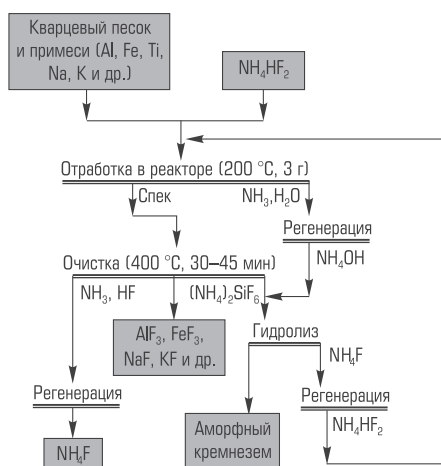 Кварцевый песок
и примеси (Al, Fe, Ti,
Na, K и др.)
NH₄HF₂
Отработка в реакторе (200 °C, 3 г)
Спек
NH₃,H₂O
Регенерация
NH₄OH
Очистка (400 °C, 30–45 мин)
NH₃, HF
(NH₄)₂SiF₆
AlF₃, FeF₃,
NaF, KF и др.
Гидролиз
NH₄F
Регенерация
Регенерация
NH₄HF₂
NH₄F
Аморфный
кремнезем